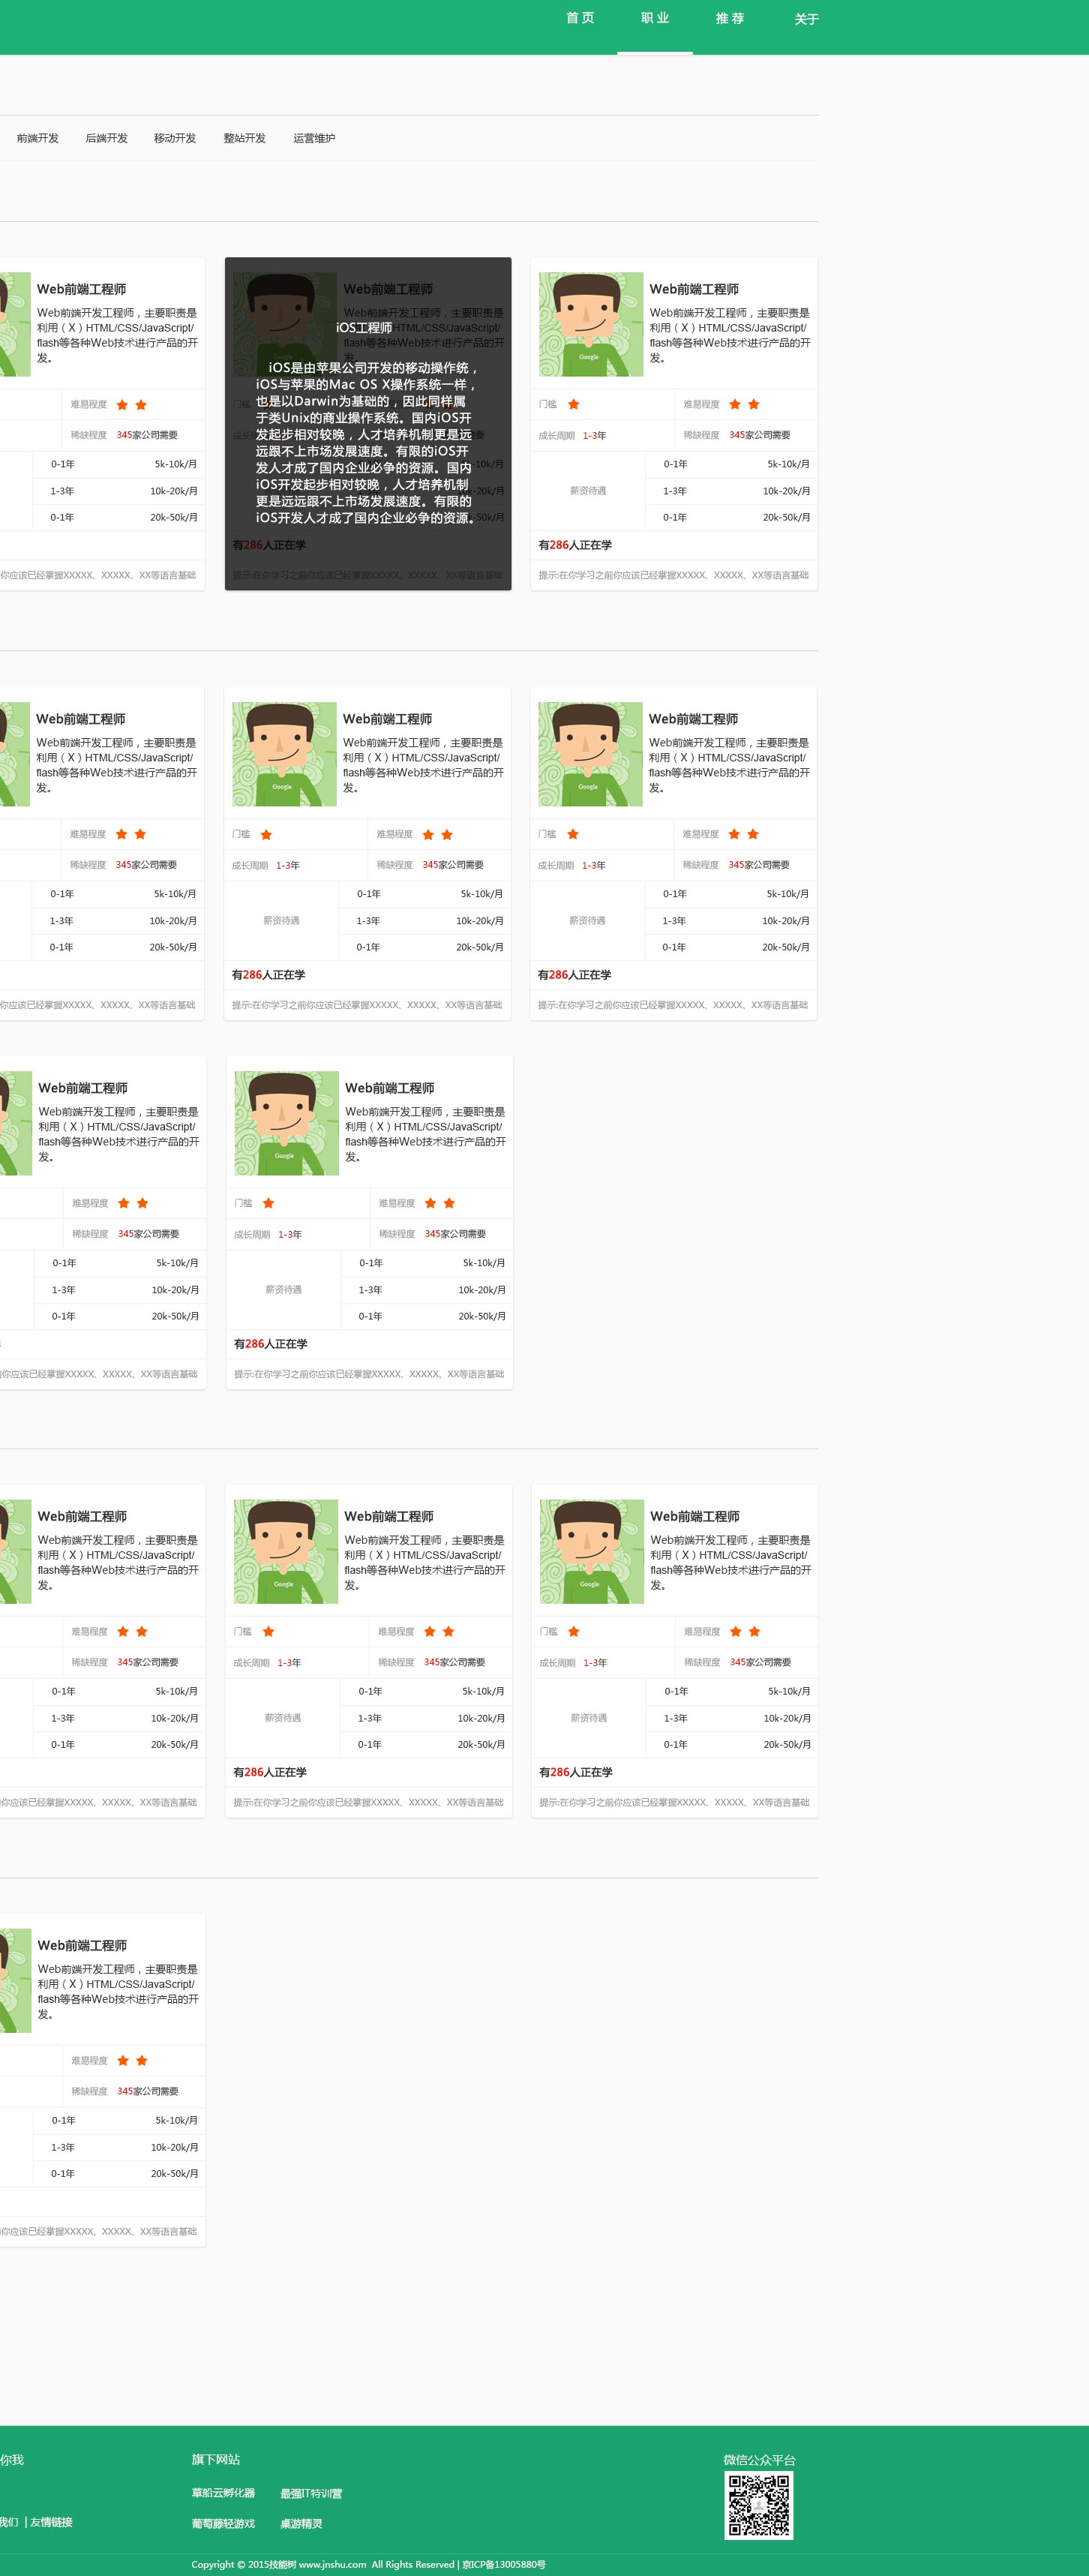 首 页 职 业 推 荐 关于
前端开发 后端开发 移动开发 整站开发 运营维护
Web前端工程师
Web前端开发工程师，主要职责是
利用（X）HTML/CSS/JavaScript/
flash等各种Web技术进行产品的开
发。
难易程度
稀缺程度 345家公司需要
0-1年 5k-10k/月
1-3年 10k-20k/月
0-1年 20k-50k/月
你应该已经掌握XXXXX、XXXXX、XX等语言基础
Web前端工程师
iOS工程师
iOS是由苹果公司开发的移动操作统，
iOS与苹果的Mac OS X操作系统一样，
也是以Darwin为基础的，因此同样属
于类Unix的商业操作系统。国内iOS开
发起步相对较晚，人才培养机制更是远
远跟不上市场发展速度。有限的iOS开
发人才成了国内企业必争的资源。国内
iOS开发起步相对较晚，人才培养机制
更是远远跟不上市场发展速度。有限的
iOS开发人才成了国内企业必争的资源。
有286人正在学
提示:在你学习之前你应该已经掌握XXXXX、XXXXX、XX等语言基础
Google
Web前端工程师
Web前端开发工程师，主要职责是
利用（X）HTML/CSS/JavaScript/
flash等各种Web技术进行产品的开
发。
门槛 难易程度
成长周期 1-3年 稀缺程度 345家公司需要
薪资待遇
0-1年 5k-10k/月
1-3年 10k-20k/月
0-1年 20k-50k/月
有286人正在学
提示:在你学习之前你应该已经掌握XXXXX、XXXXX、XX等语言基础
Web前端工程师
Web前端开发工程师，主要职责是
利用（X）HTML/CSS/JavaScript/
flash等各种Web技术进行产品的开
发。
难易程度
稀缺程度 345家公司需要
0-1年 5k-10k/月
1-3年 10k-20k/月
0-1年 20k-50k/月
你应该已经掌握XXXXX、XXXXX、XX等语言基础
Google
Web前端工程师
Web前端开发工程师，主要职责是
利用（X）HTML/CSS/JavaScript/
flash等各种Web技术进行产品的开
发。
门槛 难易程度
成长周期 1-3年 稀缺程度 345家公司需要
薪资待遇
0-1年 5k-10k/月
1-3年 10k-20k/月
0-1年 20k-50k/月
有286人正在学
提示:在你学习之前你应该已经掌握XXXXX、XXXXX、XX等语言基础
Google
Web前端工程师
Web前端开发工程师，主要职责是
利用（X）HTML/CSS/JavaScript/
flash等各种Web技术进行产品的开
发。
门槛 难易程度
成长周期 1-3年 稀缺程度 345家公司需要
薪资待遇
0-1年 5k-10k/月
1-3年 10k-20k/月
0-1年 20k-50k/月
有286人正在学
提示:在你学习之前你应该已经掌握XXXXX、XXXXX、XX等语言基础
Web前端工程师
Web前端开发工程师，主要职责是
利用（X）HTML/CSS/JavaScript/
flash等各种Web技术进行产品的开
发。
难易程度
稀缺程度 345家公司需要
0-1年 5k-10k/月
1-3年 10k-20k/月
0-1年 20k-50k/月
你应该已经掌握XXXXX、XXXXX、XX等语言基础
Google
Web前端工程师
Web前端开发工程师，主要职责是
利用（X）HTML/CSS/JavaScript/
flash等各种Web技术进行产品的开
发。
门槛 难易程度
成长周期 1-3年 稀缺程度 345家公司需要
薪资待遇
0-1年 5k-10k/月
1-3年 10k-20k/月
0-1年 20k-50k/月
有286人正在学
提示:在你学习之前你应该已经掌握XXXXX、XXXXX、XX等语言基础
Web前端工程师
Web前端开发工程师，主要职责是
利用（X）HTML/CSS/JavaScript/
flash等各种Web技术进行产品的开
发。
难易程度
稀缺程度 345家公司需要
0-1年 5k-10k/月
1-3年 10k-20k/月
0-1年 20k-50k/月
你应该已经掌握XXXXX、XXXXX、XX等语言基础
Google
Web前端工程师
Web前端开发工程师，主要职责是
利用（X）HTML/CSS/JavaScript/
flash等各种Web技术进行产品的开
发。
门槛 难易程度
成长周期 1-3年 稀缺程度 345家公司需要
薪资待遇
0-1年 5k-10k/月
1-3年 10k-20k/月
0-1年 20k-50k/月
有286人正在学
提示:在你学习之前你应该已经掌握XXXXX、XXXXX、XX等语言基础
Google
Web前端工程师
Web前端开发工程师，主要职责是
利用（X）HTML/CSS/JavaScript/
flash等各种Web技术进行产品的开
发。
门槛 难易程度
成长周期 1-3年 稀缺程度 345家公司需要
薪资待遇
0-1年 5k-10k/月
1-3年 10k-20k/月
0-1年 20k-50k/月
有286人正在学
提示:在你学习之前你应该已经掌握XXXXX、XXXXX、XX等语言基础
Web前端工程师
Web前端开发工程师，主要职责是
利用（X）HTML/CSS/JavaScript/
flash等各种Web技术进行产品的开
发。
难易程度
稀缺程度 345家公司需要
0-1年 5k-10k/月
1-3年 10k-20k/月
0-1年 20k-50k/月
你应该已经掌握XXXXX、XXXXX、XX等语言基础
你我 旗下网站 微信公众平台
草船云孵化器 最强IT特训营
我们 | 友情链接 葡萄藤轻游戏 桌游精灵
Copyright © 2015技能树 www.jnshu.com All Rights Reserved | 京ICP备13005880号